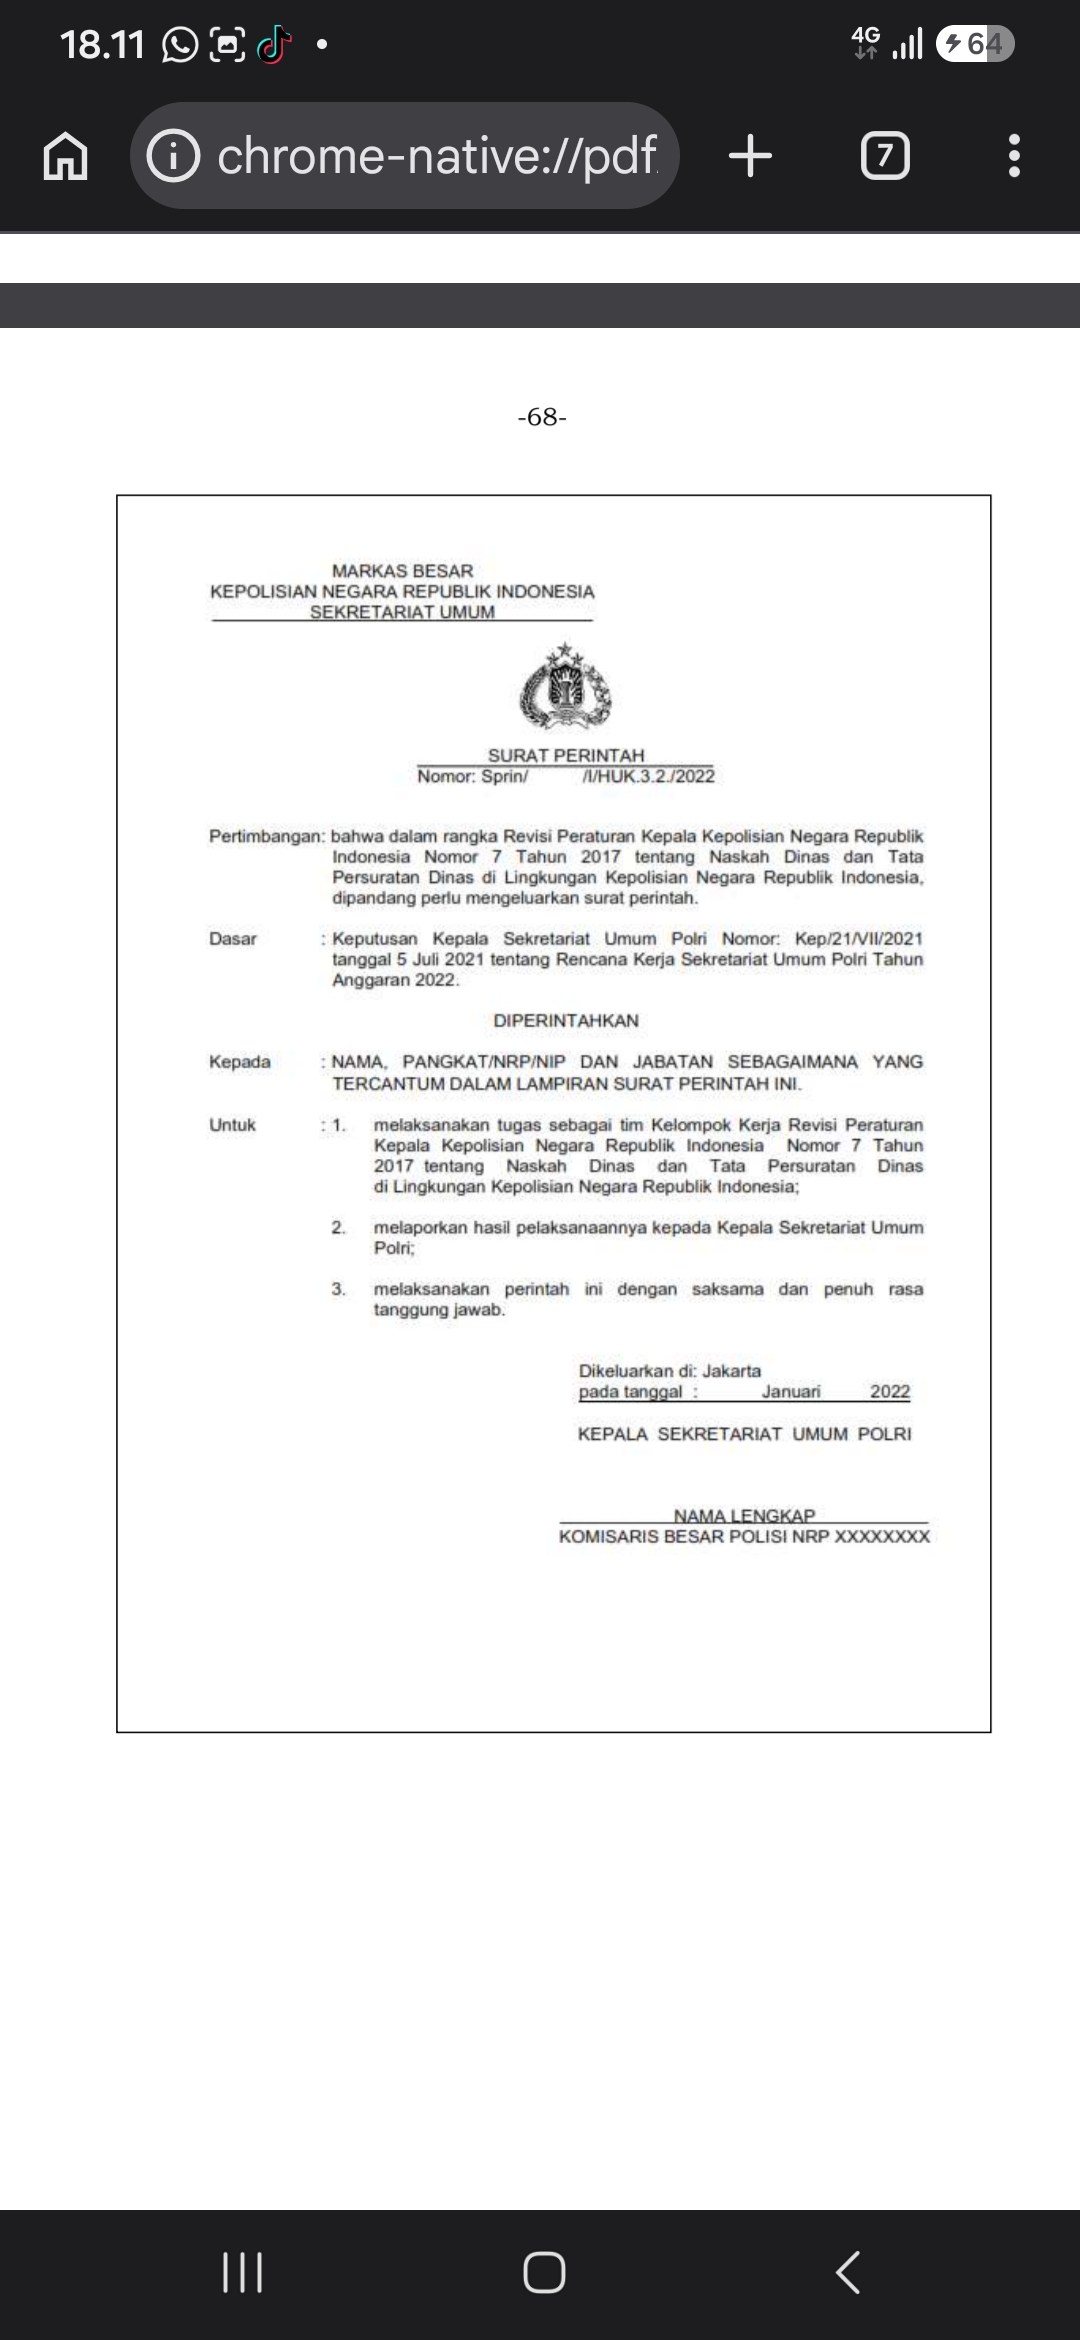 18.11
4G
64
chrome-native://pdf
7
-68-
MARKAS BESAR
KEPOLISIAN NEGARA REPUBLIK INDONESIA
SEKRETARIAT UMUM
SURAT PERINTAH
Nomor: Sprin/ /I/HUK.3.2./2022
Pertimbangan: bahwa dalam rangka Revisi Peraturan Kepala Kepolisian Negara Republik
Indonesia Nomor 7 Tahun 2017 tentang Naskah Dinas dan Tata
Persuratan Dinas di Lingkungan Kepolisian Negara Republik Indonesia,
dipandang perlu mengeluarkan surat perintah.
Dasar : Keputusan Kepala Sekretariat Umum Polri Nomor: Kep/21/VII/2021
tanggal 5 Juli 2021 tentang Rencana Kerja Sekretariat Umum Polri Tahun
Anggaran 2022.
DIPERINTAHKAN
Kepada : NAMA, PANGKAT/NRP/NIP DAN JABATAN SEBAGAIMANA YANG
TERCANTUM DALAM LAMPIRAN SURAT PERINTAH INI.
Untuk : 1. melaksanakan tugas sebagai tim Kelompok Kerja Revisi Peraturan
Kepala Kepolisian Negara Republik Indonesia Nomor 7 Tahun
2017 tentang Naskah Dinas dan Tata Persuratan Dinas
di Lingkungan Kepolisian Negara Republik Indonesia;
2. melaporkan hasil pelaksanaannya kepada Kepala Sekretariat Umum
Polri;
3. melaksanakan perintah ini dengan saksama dan penuh rasa
tanggung jawab.
Dikeluarkan di: Jakarta
pada tanggal : Januari 2022
KEPALA SEKRETARIAT UMUM POLRI
NAMA LENGKAP
KOMISARIS BESAR POLISI NRP XXXXXXXX